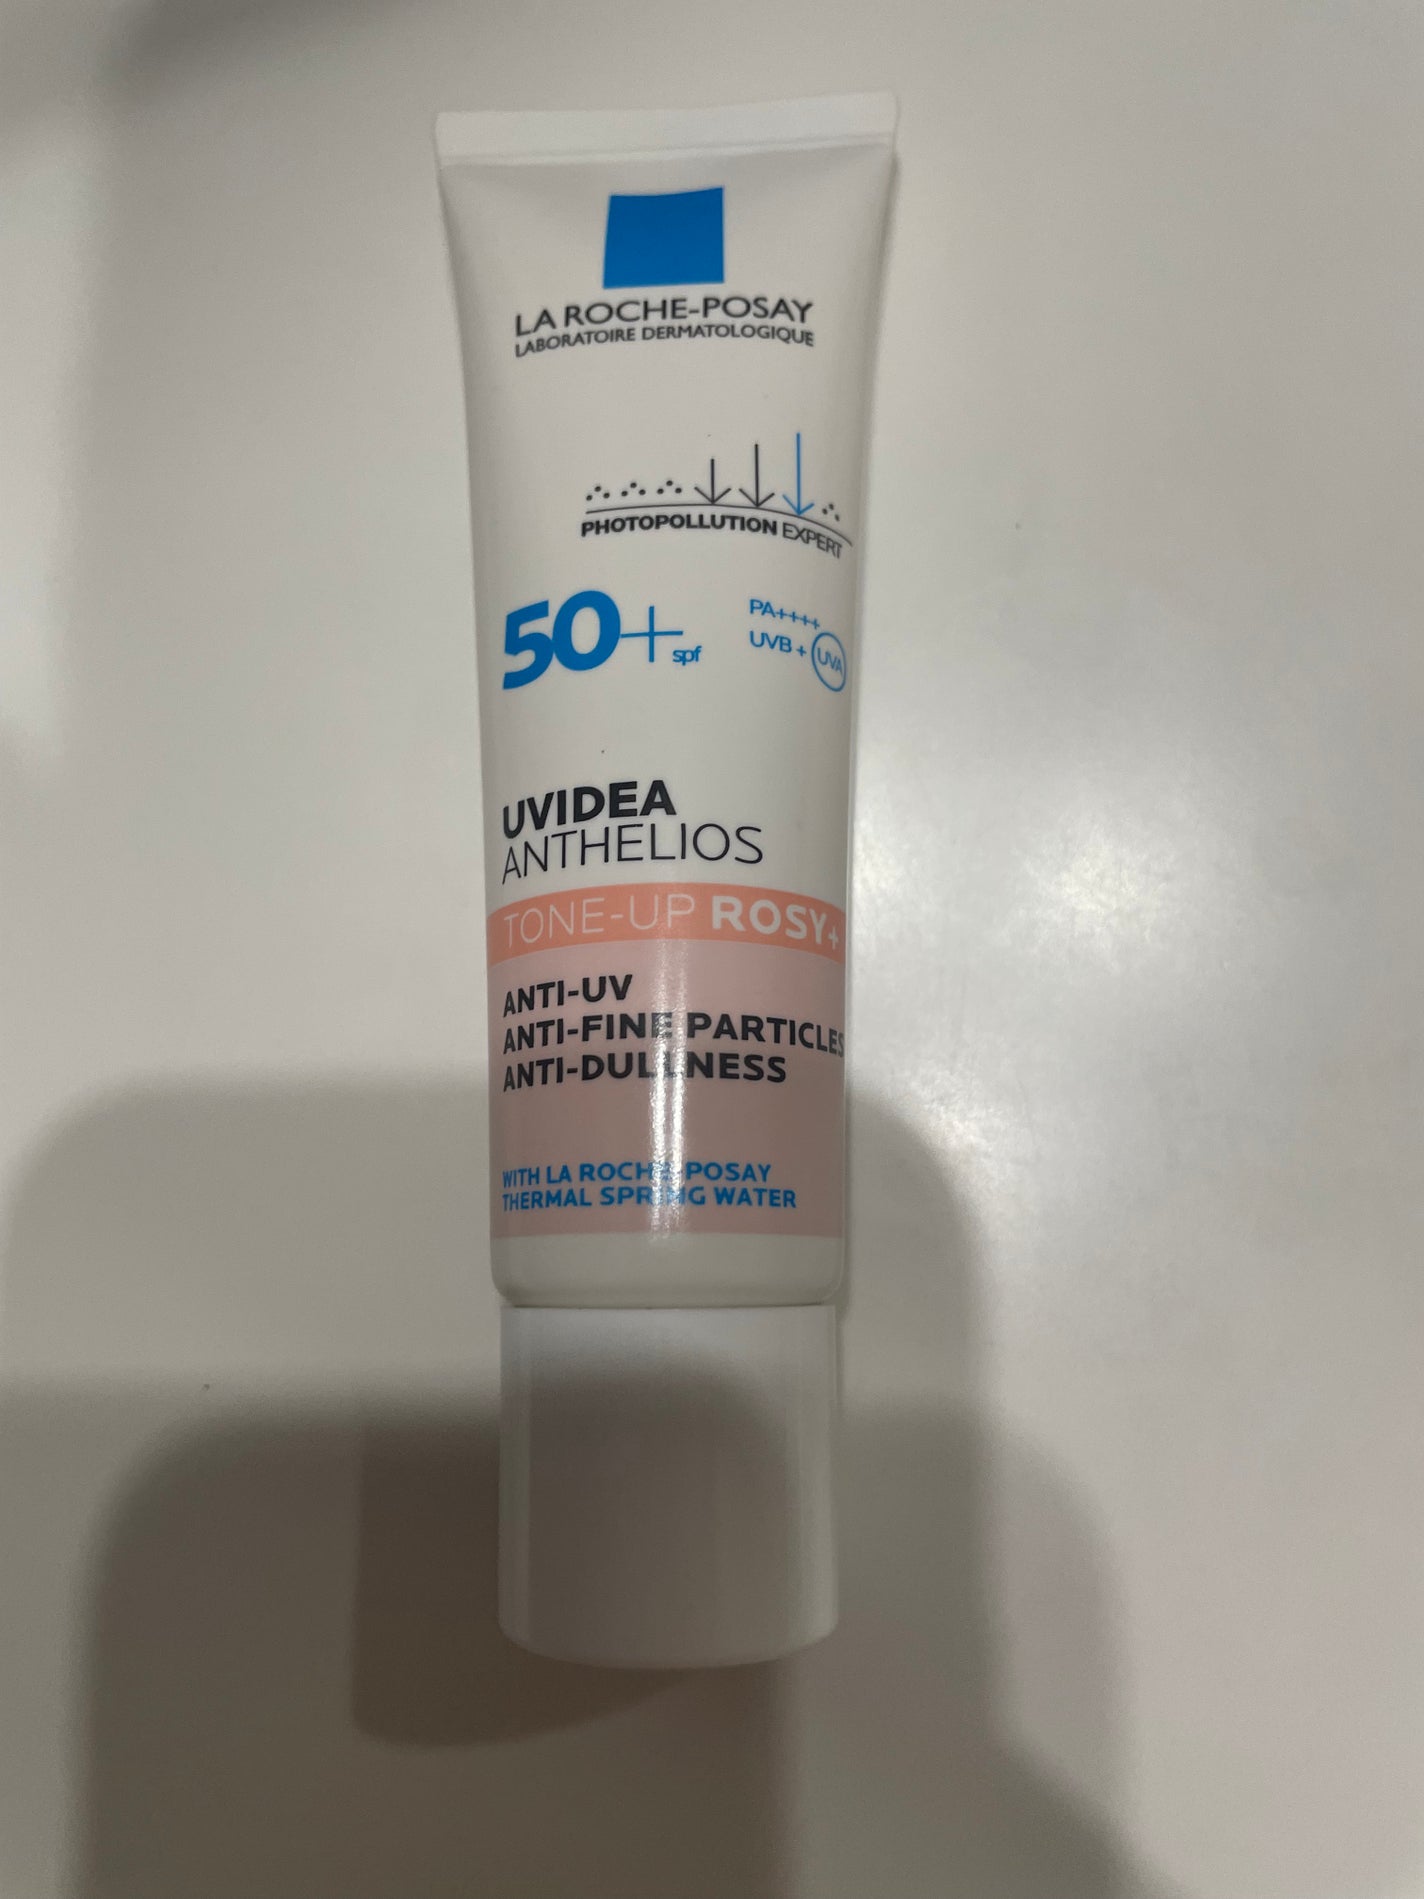 LA ROCHE-POSAY
LABORATOIRE DERMATOLOGIQUE
PHOTOPOLLUTION EXPERT
50+ spf
PA++++
UVB + UVA
UVIDEA
ANTHELIOS
TONE-UP ROSY+
ANTI-UV
ANTI-FINE PARTICLES
ANTI-DULLNESS
WITH LA ROCHE-POSAY
THERMAL SPRING WATER